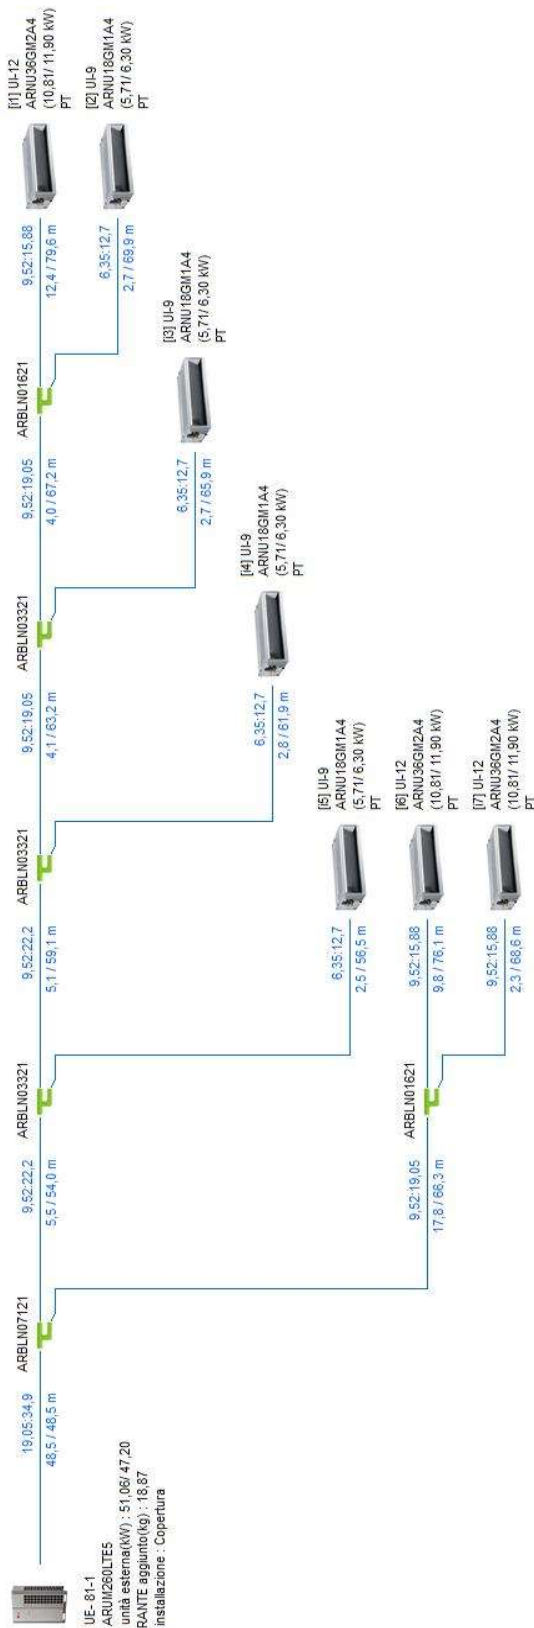 UE- 81-1
ARUM260LTE5
unità esterna(kW) : 51,06/ 47,20
RANTE aggiunto(kg) : 18,87
installazione : Copertura
19,05:34,9
48,5 / 48,5 m
ARBLN07121
9,52:22,2
5,5 / 54,0 m
ARBLN03321
9,52:22,2
5,1 / 59,1 m
ARBLN03321
9,52:19,05
4,1 / 63,2 m
ARBLN03321
9,52:19,05
4,0 / 67,2 m
ARBLN01621
9,52:15,88
12,4 / 79,6 m
[i1] UI-12
ARNU36GM2A4
(10,81/ 11,90 kW)
PT
6,35:12,7
2,7 / 69,9 m
[i2] UI-9
ARNU18GM1A4
(5,71/ 6,30 kW)
PT
6,35:12,7
2,7 / 65,9 m
[i3] UI-9
ARNU18GM1A4
(5,71/ 6,30 kW)
PT
6,35:12,7
2,8 / 61,9 m
[i4] UI-9
ARNU18GM1A4
(5,71/ 6,30 kW)
PT
6,35:12,7
2,5 / 56,5 m
[i5] UI-9
ARNU18GM1A4
(5,71/ 6,30 kW)
PT
9,52:19,05
17,8 / 66,3 m
ARBLN01621
9,52:15,88
9,8 / 76,1 m
[i6] UI-12
ARNU36GM2A4
(10,81/ 11,90 kW)
PT
9,52:15,88
2,3 / 68,6 m
[i7] UI-12
ARNU36GM2A4
(10,81/ 11,90 kW)
PT